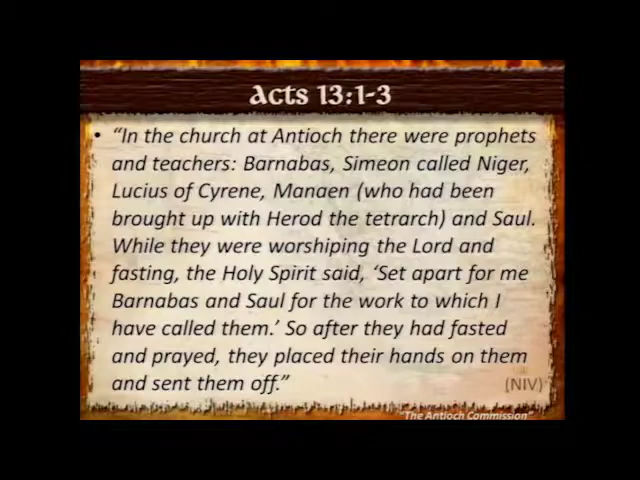 Acts 13:1-3
• “In the church at Antioch there were prophets
and teachers: Barnabas, Simeon called Niger,
Lucius of Cyrene, Manaen (who had been
brought up with Herod the tetrarch) and Saul.
While they were worshiping the Lord and
fasting, the Holy Spirit said, ‘Set apart for me
Barnabas and Saul for the work to which I
have called them.’ So after they had fasted
and prayed, they placed their hands on them
and sent them off.” (NIV)
“The Antioch Commission”